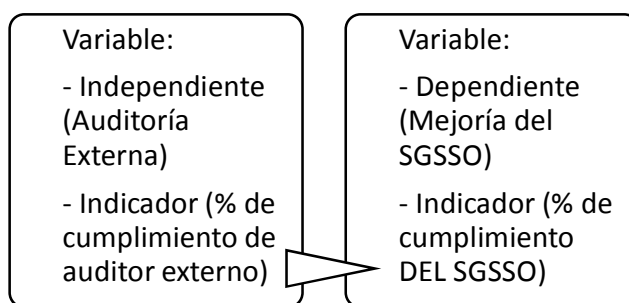 Variable:
- Independiente
(Auditoría
Externa)
- Indicador (% de
cumplimiento de
auditor externo)
Variable:
- Dependiente
(Mejoría del
SGSSO)
- Indicador (% de
cumplimiento
DEL SGSSO)